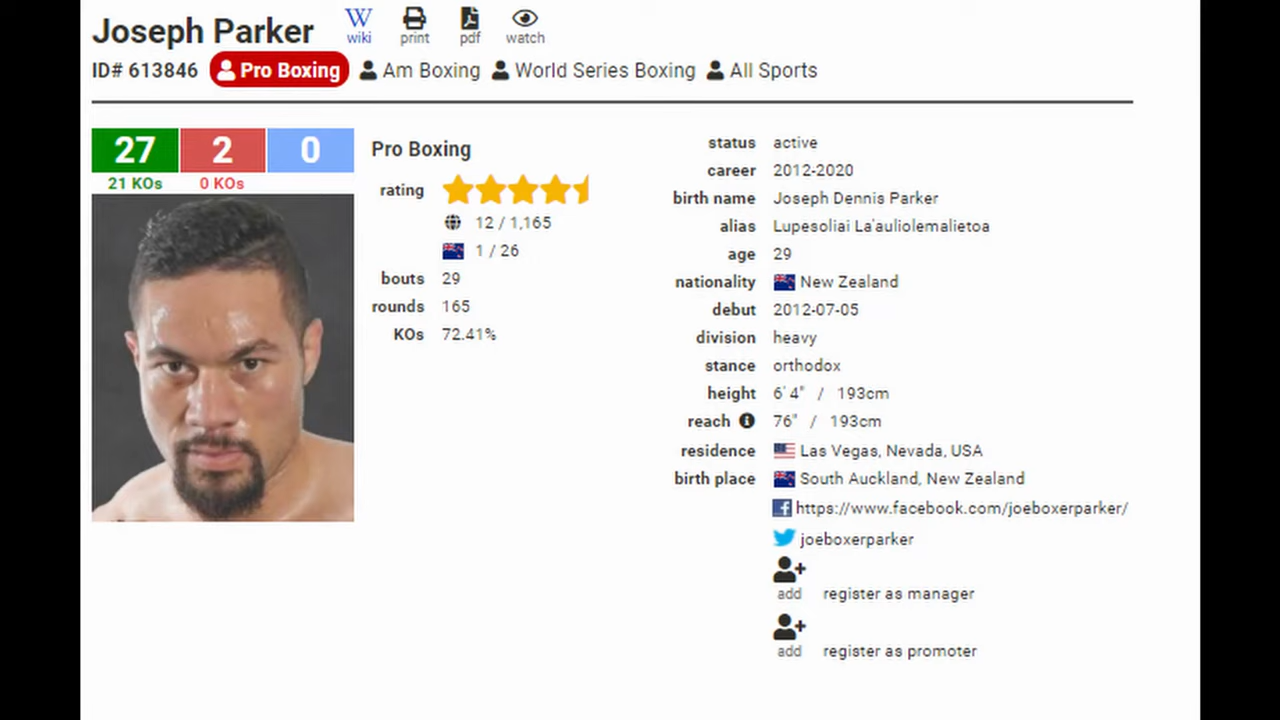 Joseph Parker
W
wiki print pdf watch
ID# 613846 Pro Boxing Am Boxing World Series Boxing All Sports
27 2 0
21 KOs 0 KOs
Pro Boxing
rating
12 / 1,165
1 / 26
bouts 29
rounds 165
KOs 72.41%
status active
career 2012-2020
birth name Joseph Dennis Parker
alias Lupesoliai La'auliolemalietoa
age 29
nationality New Zealand
debut 2012-07-05
division heavy
stance orthodox
height 6' 4" / 193cm
reach 76" / 193cm
residence Las Vegas, Nevada, USA
birth place South Auckland, New Zealand
https://www.facebook.com/joeboxerparker/
joeboxerparker
add register as manager
add register as promoter